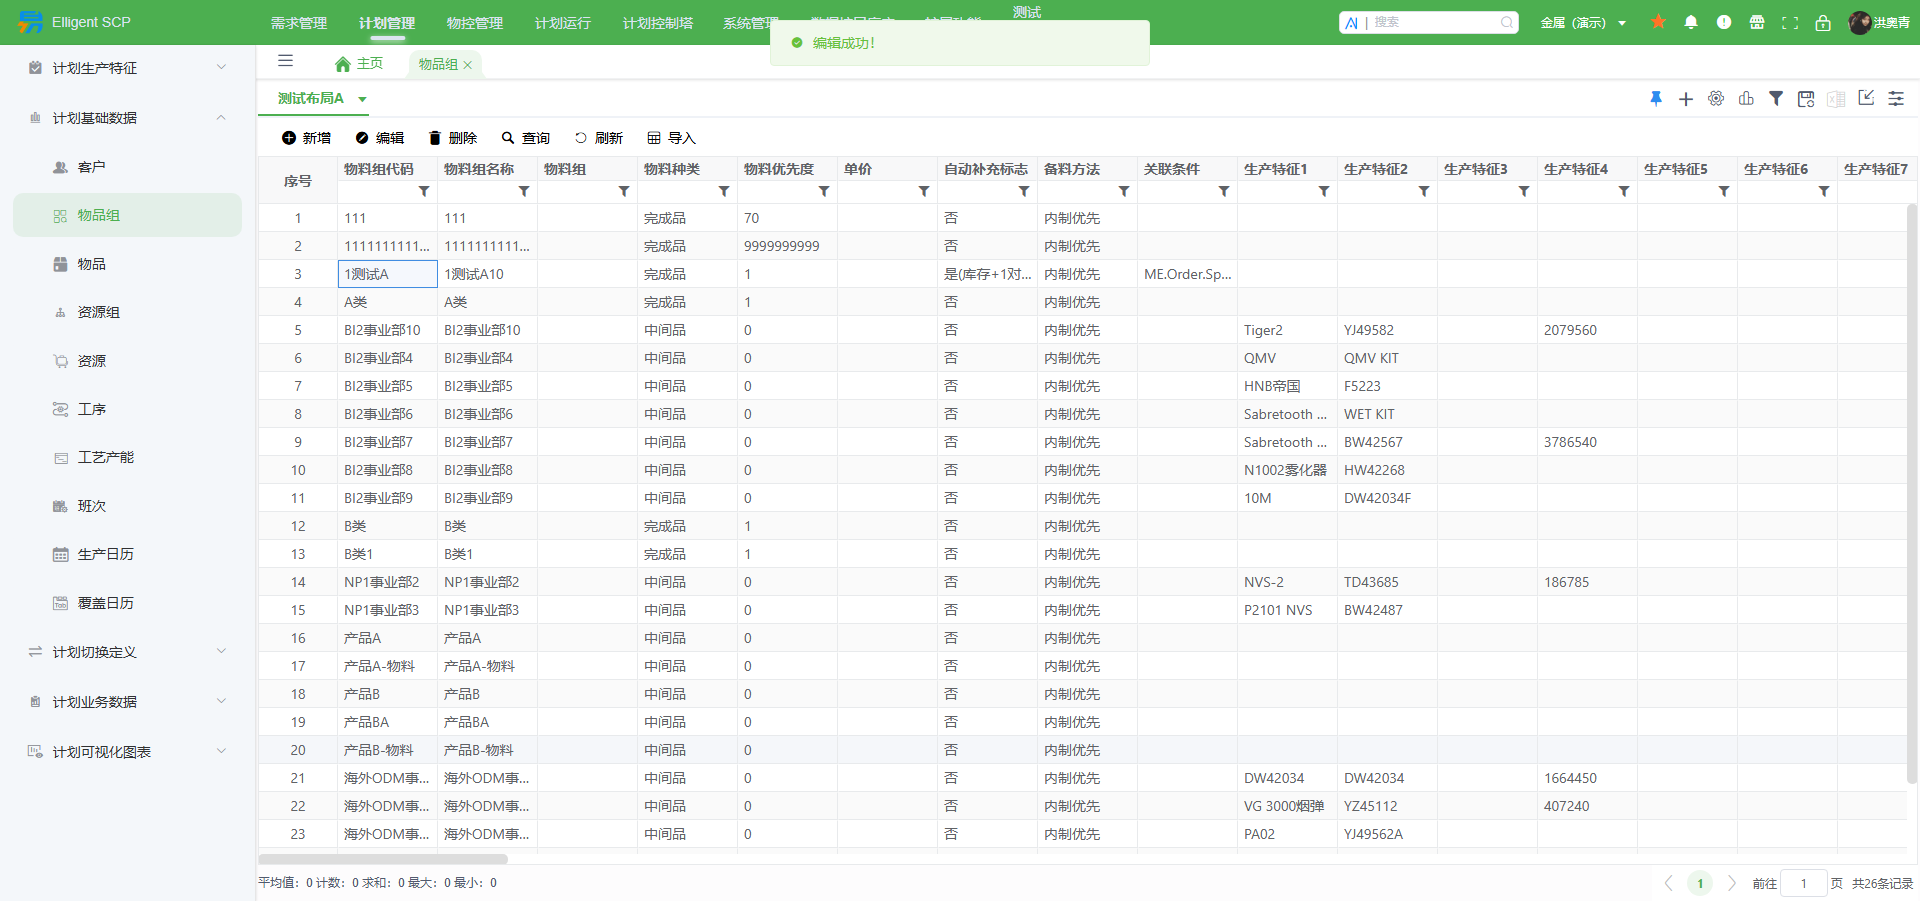 Elligent SCP
需求管理 计划管理 物控管理 计划运行 计划控制塔 系统管理
测试
AI | 搜索
金属（演示）
洪奥青
编辑成功！
计划生产特征
计划基础数据
客户
物品组
物品
资源组
资源
工序
工艺产能
班次
生产日历
覆盖日历
计划切换定义
计划业务数据
计划可视化图表
主页 物品组
测试布局A
新增 编辑 删除 查询 刷新 导入
序号 物料组代码 物料组名称 物料组 物料种类 物料优先度 单价 自动补充标志 备料方法 关联条件 生产特征1 生产特征2 生产特征3 生产特征4 生产特征5 生产特征6 生产特征7
1 111 111 完成品 70 否 内制优先
2 1111111111... 1111111111... 完成品 9999999999 否 内制优先
3 1测试A 1测试A10 完成品 1 是(库存+1对... 内制优先 ME.Order.Sp...
4 A类 A类 完成品 1 否 内制优先
5 BI2事业部10 BI2事业部10 中间品 0 否 内制优先 Tiger2 YJ49582 2079560
6 BI2事业部4 BI2事业部4 中间品 0 否 内制优先 QMV QMV KIT
7 BI2事业部5 BI2事业部5 中间品 0 否 内制优先 HNB帝国 F5223
8 BI2事业部6 BI2事业部6 中间品 0 否 内制优先 Sabretooth ... WET KIT
9 BI2事业部7 BI2事业部7 中间品 0 否 内制优先 Sabretooth ... BW42567 3786540
10 BI2事业部8 BI2事业部8 中间品 0 否 内制优先 N1002雾化器 HW42268
11 BI2事业部9 BI2事业部9 中间品 0 否 内制优先 10M DW42034F
12 B类 B类 完成品 1 否 内制优先
13 B类1 B类1 完成品 1 否 内制优先
14 NP1事业部2 NP1事业部2 中间品 0 否 内制优先 NVS-2 TD43685 186785
15 NP1事业部3 NP1事业部3 中间品 0 否 内制优先 P2101 NVS BW42487
16 产品A 产品A 中间品 0 否 内制优先
17 产品A-物料 产品A-物料 中间品 0 否 内制优先
18 产品B 产品B 中间品 0 否 内制优先
19 产品BA 产品BA 中间品 0 否 内制优先
20 产品B-物料 产品B-物料 中间品 0 否 内制优先
21 海外ODM事... 海外ODM事... 中间品 0 否 内制优先 DW42034 DW42034 1664450
22 海外ODM事... 海外ODM事... 中间品 0 否 内制优先 VG 3000烟弹 YZ45112 407240
23 海外ODM事... 海外ODM事... 中间品 0 否 内制优先 PA02 YJ49562A
平均值：0 计数：0 求和：0 最大：0 最小：0
1 前往 1 页 共26条记录